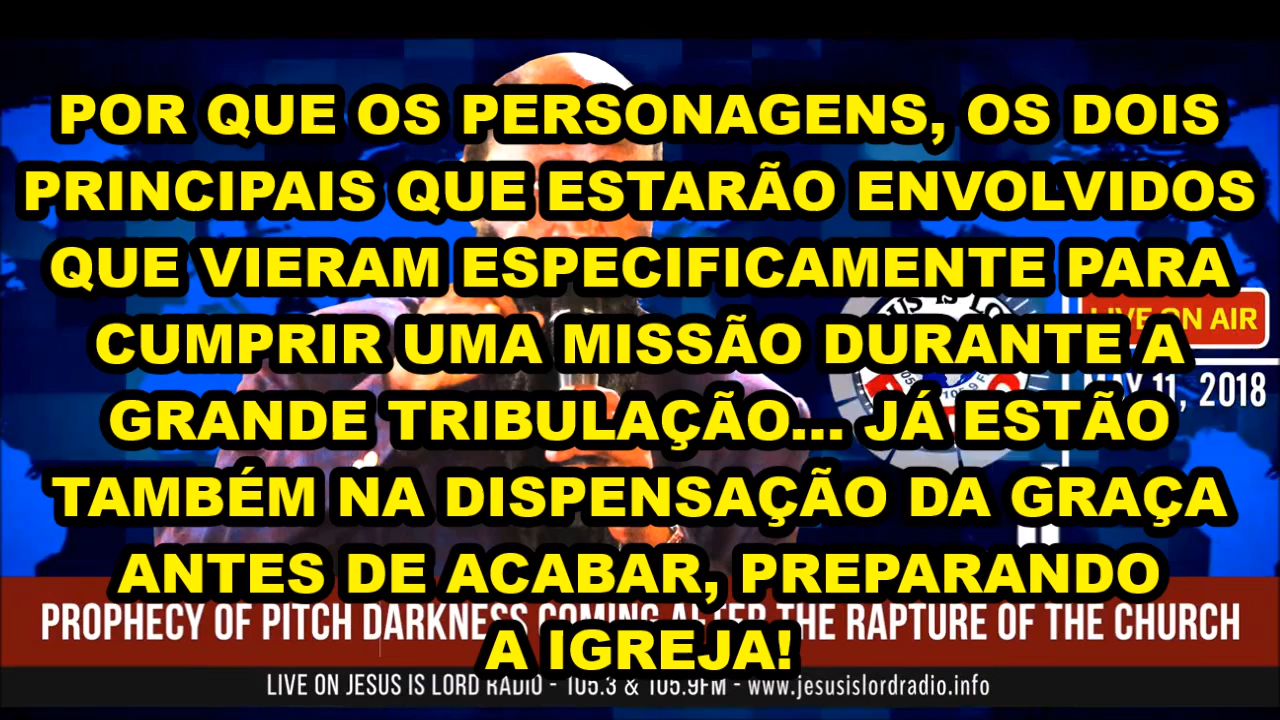 POR QUE OS PERSONAGENS, OS DOIS
PRINCIPAIS QUE ESTARÃO ENVOLVIDOS
QUE VIERAM ESPECIFICAMENTE PARA
CUMPRIR UMA MISSÃO DURANTE A
GRANDE TRIBULAÇÃO... JÁ ESTÃO
TAMBÉM NA DISPENSAÇÃO DA GRAÇA
ANTES DE ACABAR, PREPARANDO
A IGREJA!
LIVE ON AIR
MAY 11, 2018
PROPHECY OF PITCH DARKNESS COMING AFTER THE RAPTURE OF THE CHURCH
LIVE ON JESUS IS LORD RADIO - 105.3 & 105.9FM - www.jesusislordradio.info